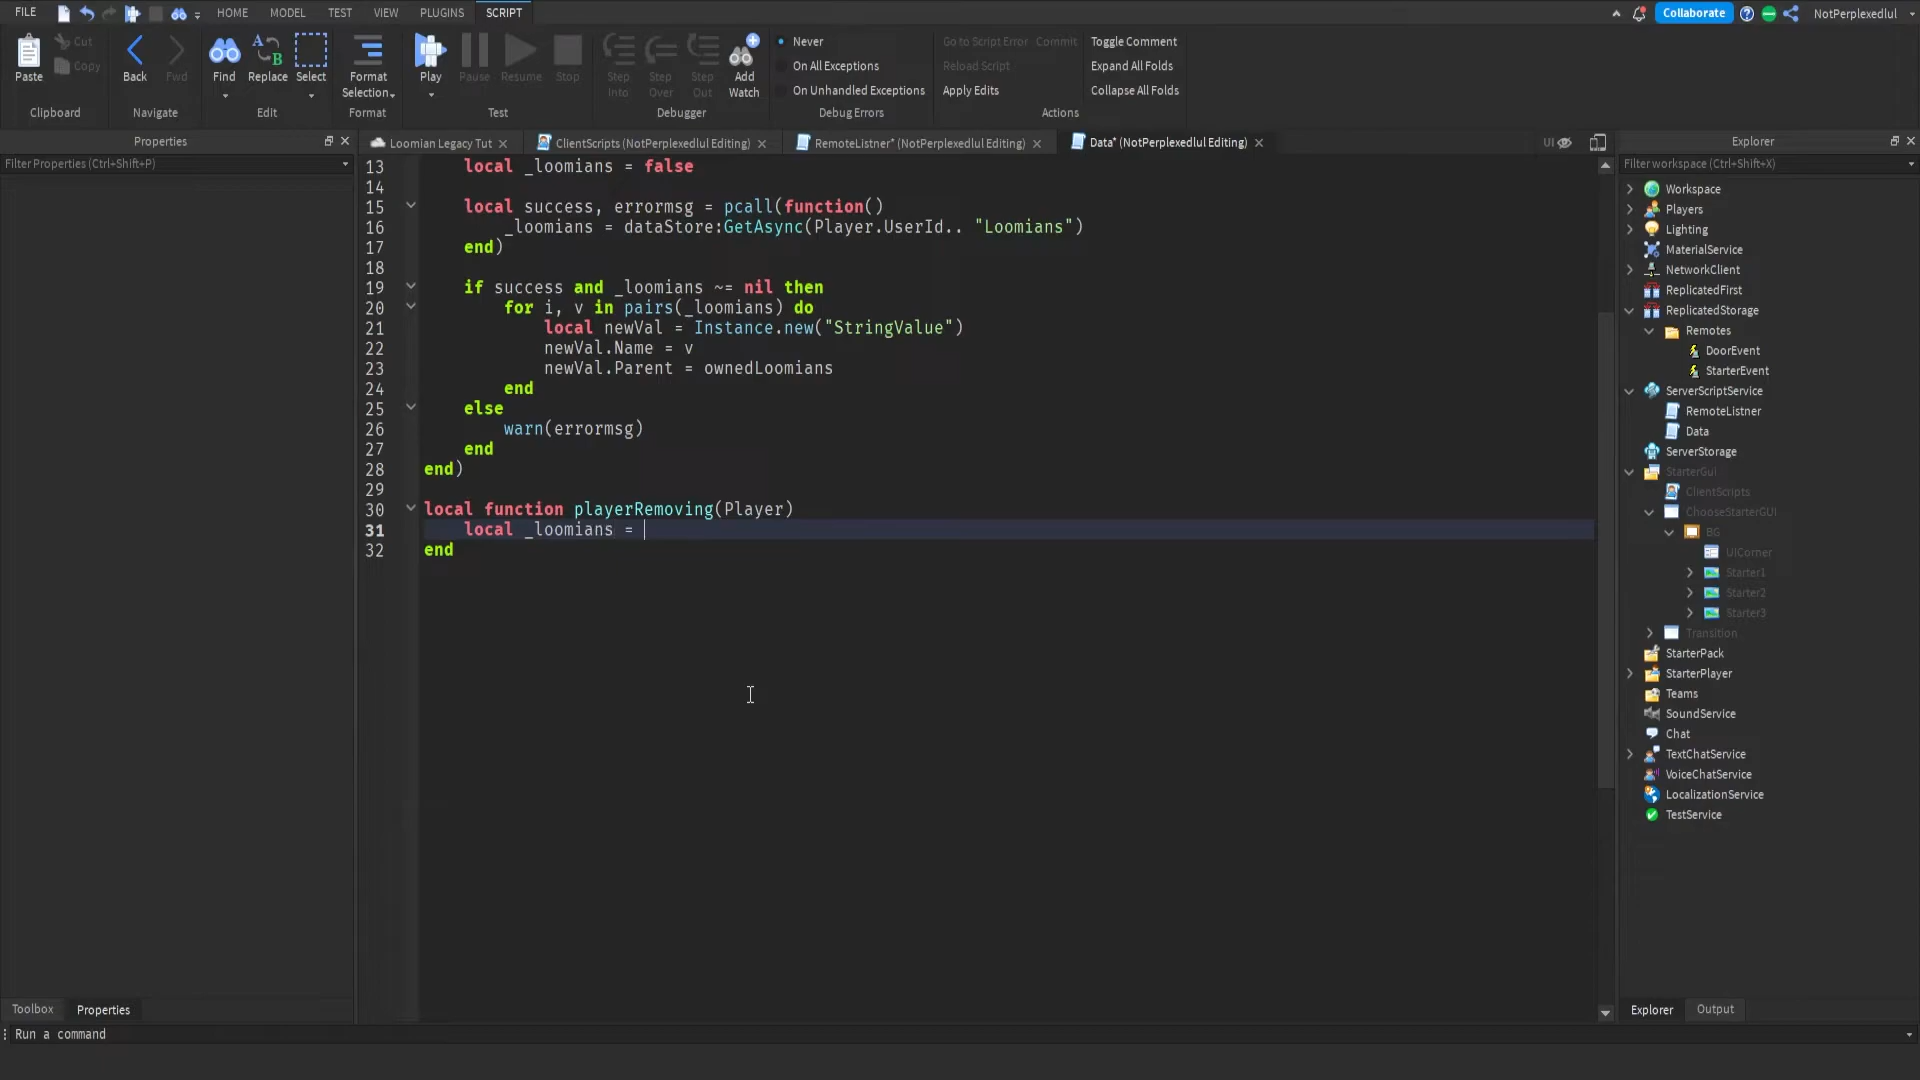 FILE HOME MODEL TEST VIEW PLUGINS SCRIPT Collaborate NotPerplexedlul
Paste Cut Copy
Clipboard
Back Fwd
Navigate
Find Replace Select
Edit
Format Selection
Format
Play Pause Resume Stop
Test
Step Into Step Over Step Out Add Watch
Debugger
Never
On All Exceptions
On Unhandled Exceptions
Debug Errors
Go to Script Error Commit Toggle Comment
Reload Script Expand All Folds
Apply Edits Collapse All Folds
Actions
Properties
Filter Properties (Ctrl+Shift+P)
Loomian Legacy Tut ClientScripts (NotPerplexedlul Editing) RemoteListner* (NotPerplexedlul Editing) Data* (NotPerplexedlul Editing) UI
13 local _loomians = false
14
15 local success, errormsg = pcall(function()
16 _loomians = dataStore:GetAsync(Player.UserId.. "Loomians")
17 end)
18
19 if success and _loomians ~= nil then
20 for i, v in pairs(_loomians) do
21 local newVal = Instance.new("StringValue")
22 newVal.Name = v
23 newVal.Parent = ownedLoomians
24 end
25 else
26 warn(errormsg)
27 end
28 end)
29
30 local function playerRemoving(Player)
31 local _loomians =
32 end
Explorer
Filter workspace (Ctrl+Shift+X)
Workspace
Players
Lighting
MaterialService
NetworkClient
ReplicatedFirst
ReplicatedStorage
Remotes
DoorEvent
StarterEvent
ServerScriptService
RemoteListner
Data
ServerStorage
StarterGui
ClientScripts
ChooseStarterGUI
BG
UICorner
Starter1
Starter2
Starter3
Transition
StarterPack
StarterPlayer
Teams
SoundService
Chat
TextChatService
VoiceChatService
LocalizationService
TestService
Toolbox Properties
Explorer Output
Run a command